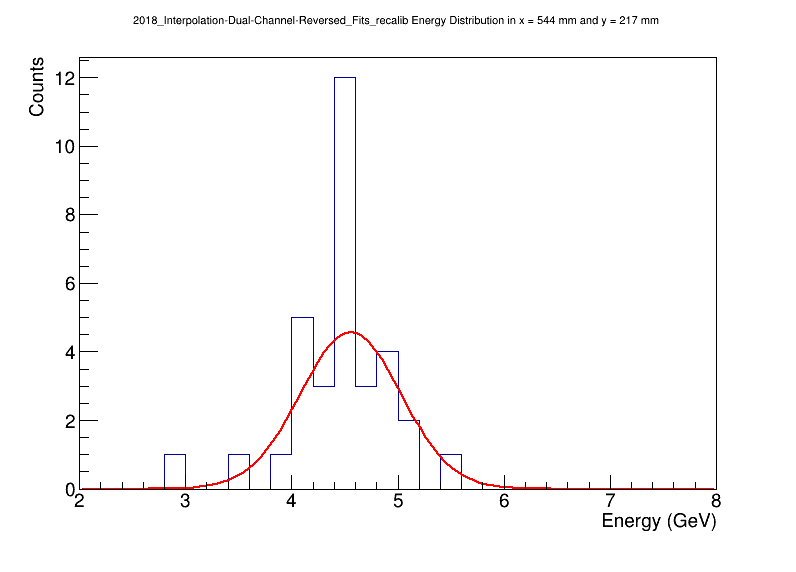 2018_Interpolation-Dual-Channel-Reversed_Fits_recalib Energy Distribution in x = 544 mm and y = 217 mm
Counts
12
10
8
6
4
2
0
2 3 4 5 6 7 8
Energy (GeV)